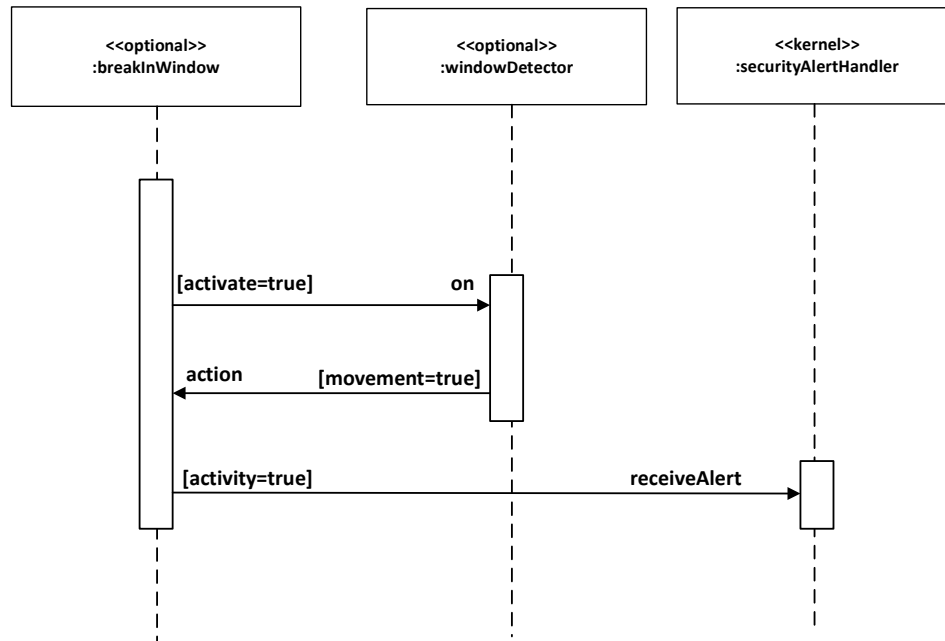 <<optional>>
:breakInWindow
<<optional>>
:windowDetector
<<kernel>>
:securityAlertHandler
[activate=true] on
action [movement=true]
[activity=true] receiveAlert